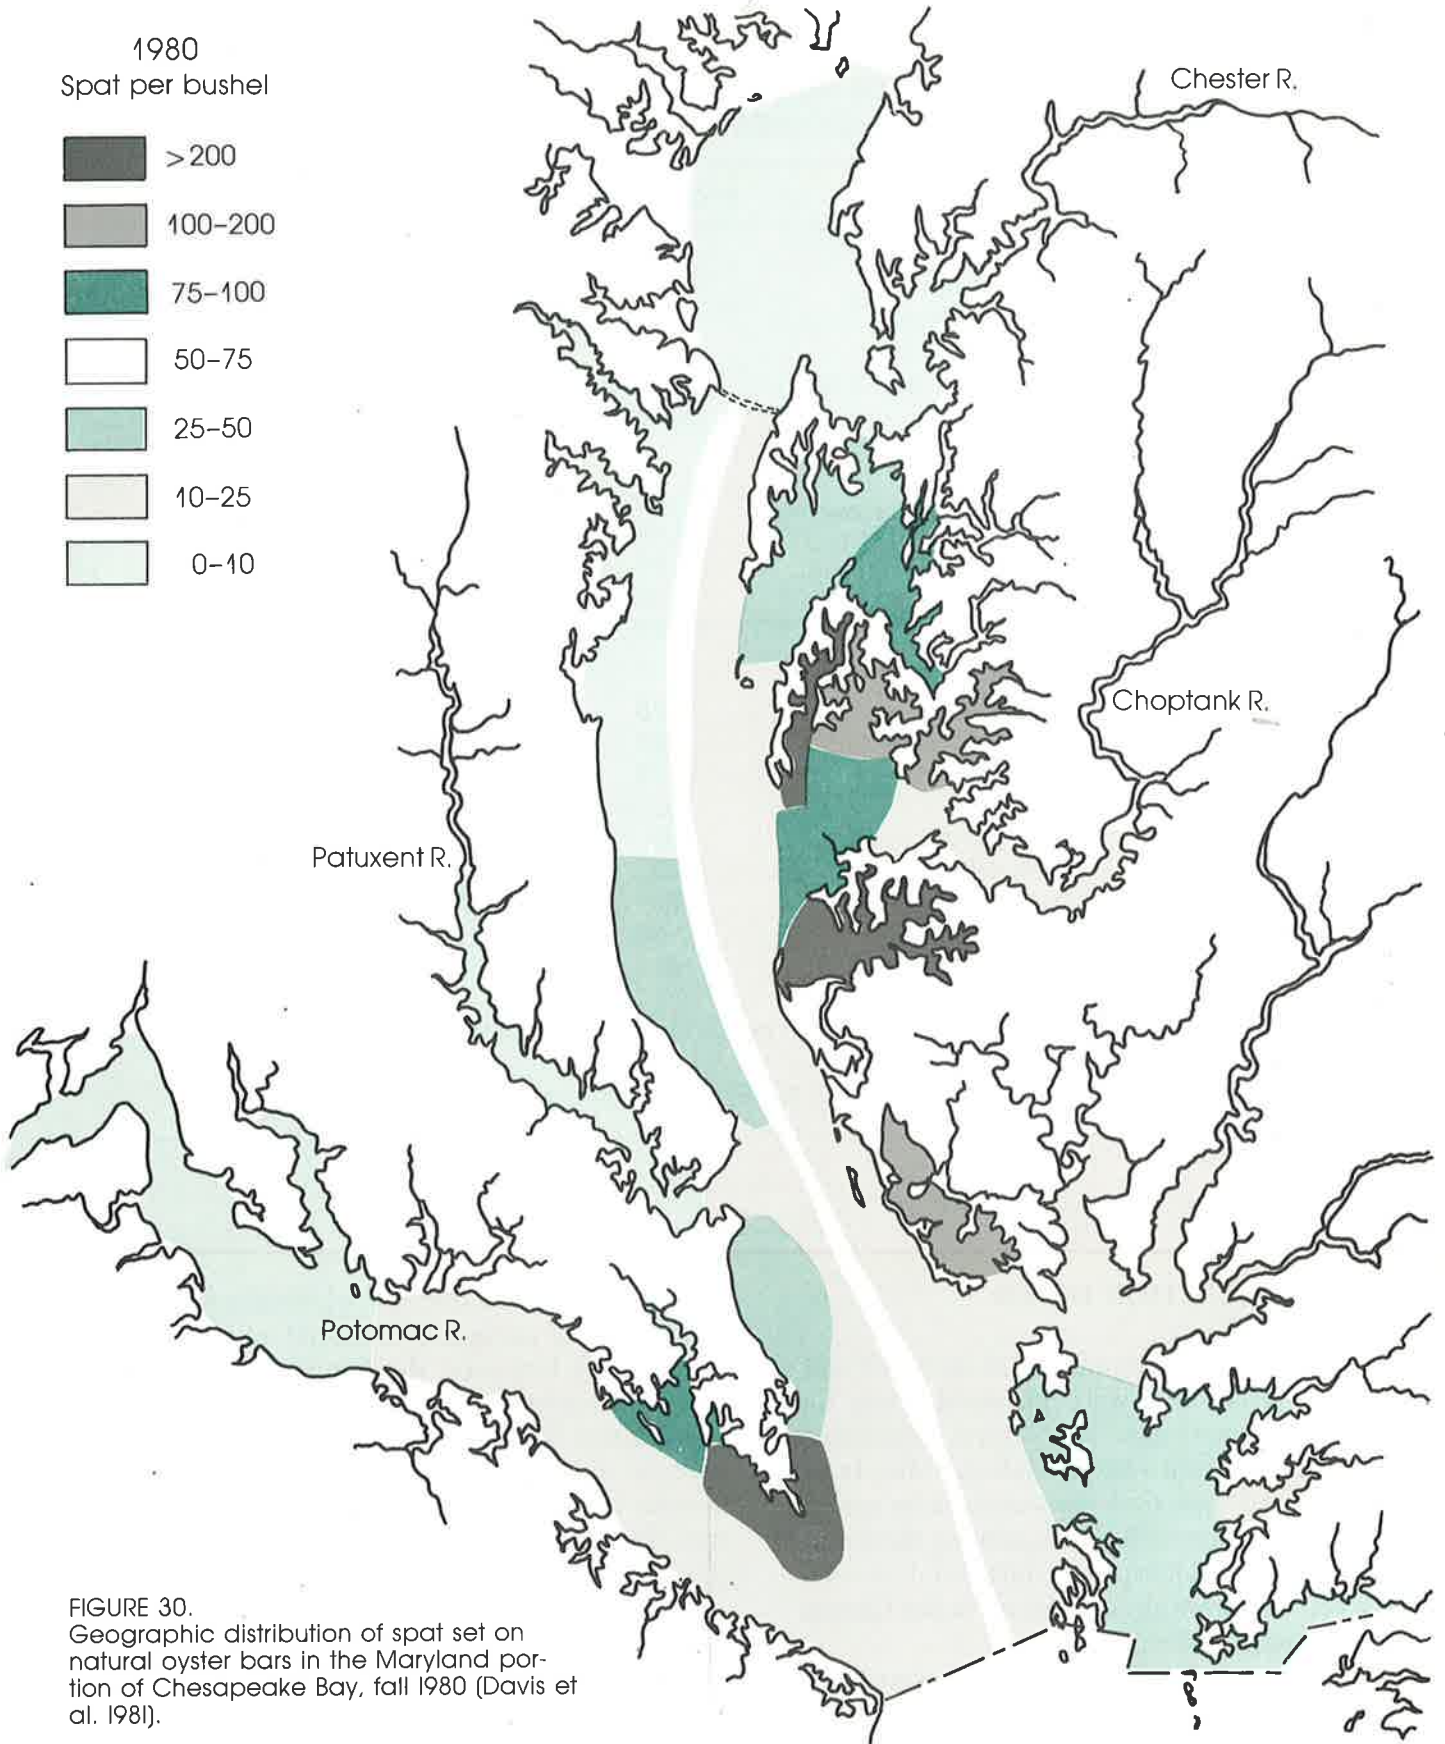 1980
Spat per bushel
>200
100–200
75–100
50–75
25–50
10–25
0–10
Chester R.
Choptank R.
Patuxent R.
Potomac R.
FIGURE 30.
Geographic distribution of spat set on
natural oyster bars in the Maryland por-
tion of Chesapeake Bay, fall 1980 (Davis et
al. 1981).